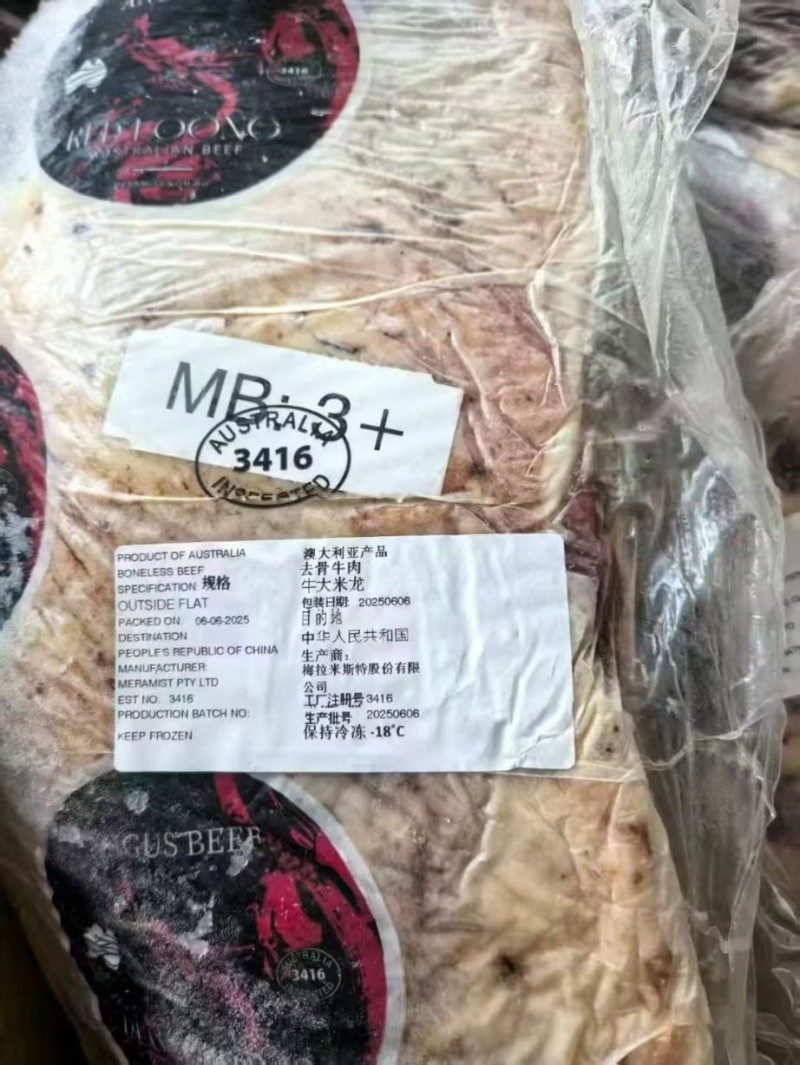 3416
RED LOONG
AUSTRALIAN BEEF
MB: 3+
AUSTRALIA
3416
INSPECTED
PRODUCT OF AUSTRALIA 澳大利亚产品
BONELESS BEEF 去骨牛肉
SPECIFICATION: 规格 牛大米龙
OUTSIDE FLAT 包装日期: 20250606
PACKED ON: 06-06-2025 目的地
DESTINATION 中华人民共和国
PEOPLE'S REPUBLIC OF CHINA 生产商:
MANUFACTURER: 梅拉米斯特股份有限
MERAMIST PTY LTD 公司
EST NO: 3416 工厂注册号 3416
PRODUCTION BATCH NO: 生产批号 20250606
KEEP FROZEN 保持冷冻 -18°C
ANGUS BEEF
AUSTRALIA
3416
INSPECTED